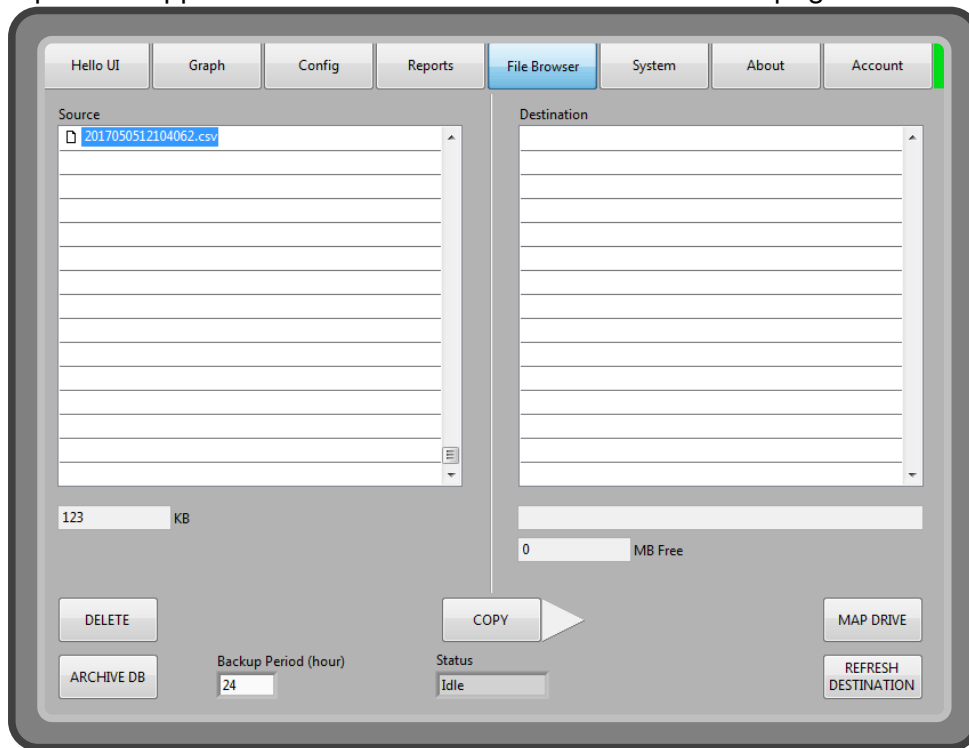 Hello UI Graph Config Reports File Browser System About Account
Source Destination
2017050512104062.csv
123 KB
0 MB Free
DELETE COPY MAP DRIVE
ARCHIVE DB Backup Period (hour) Status REFRESH DESTINATION
24 Idle